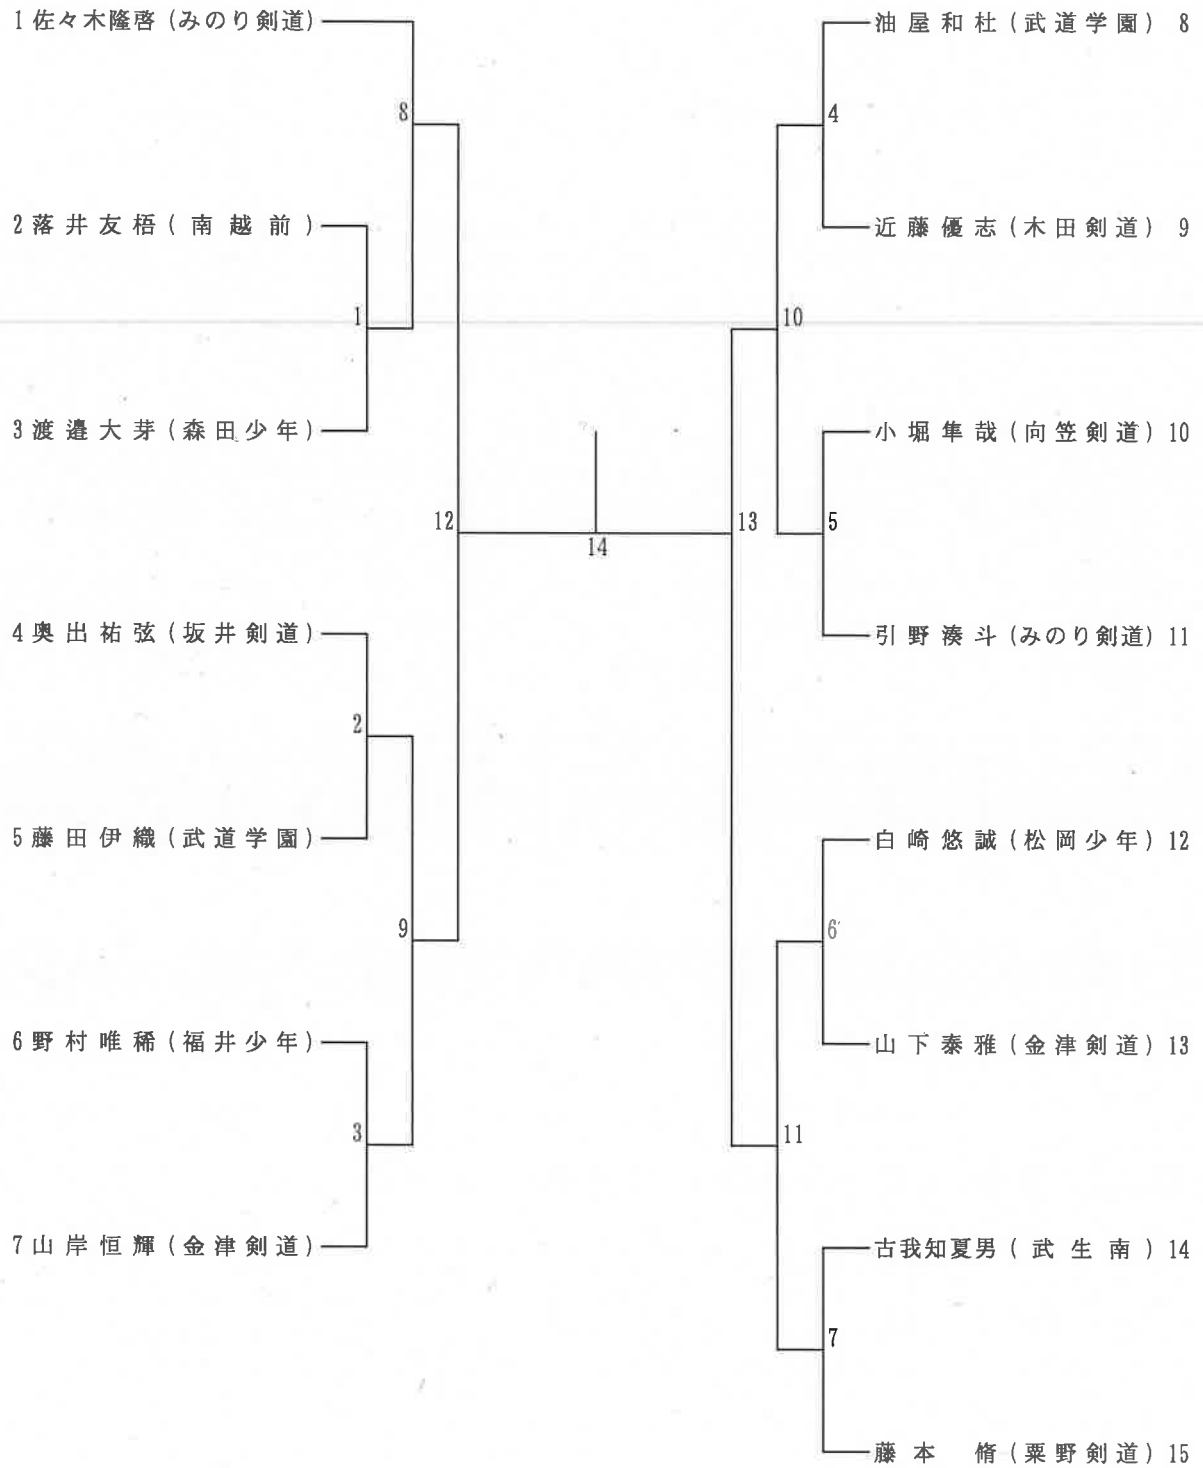 1 佐々木隆啓 (みのり剣道)
8
2 落井友梧 (南越前)
1
3 渡邉大芽 (森田少年)
12
4 奥出祐弦 (坂井剣道)
2
5 藤田伊織 (武道学園)
9
6 野村唯稀 (福井少年)
3
7 山岸恒輝 (金津剣道)
14
油屋和杜 (武道学園) 8
4
近藤優志 (木田剣道) 9
10
小堀隼哉 (向笠剣道) 10
13
5
引野湊斗 (みのり剣道) 11
白崎悠誠 (松岡少年) 12
6
山下泰雅 (金津剣道) 13
11
古我知夏男 (武生南) 14
7
藤本 脩 (粟野剣道) 15